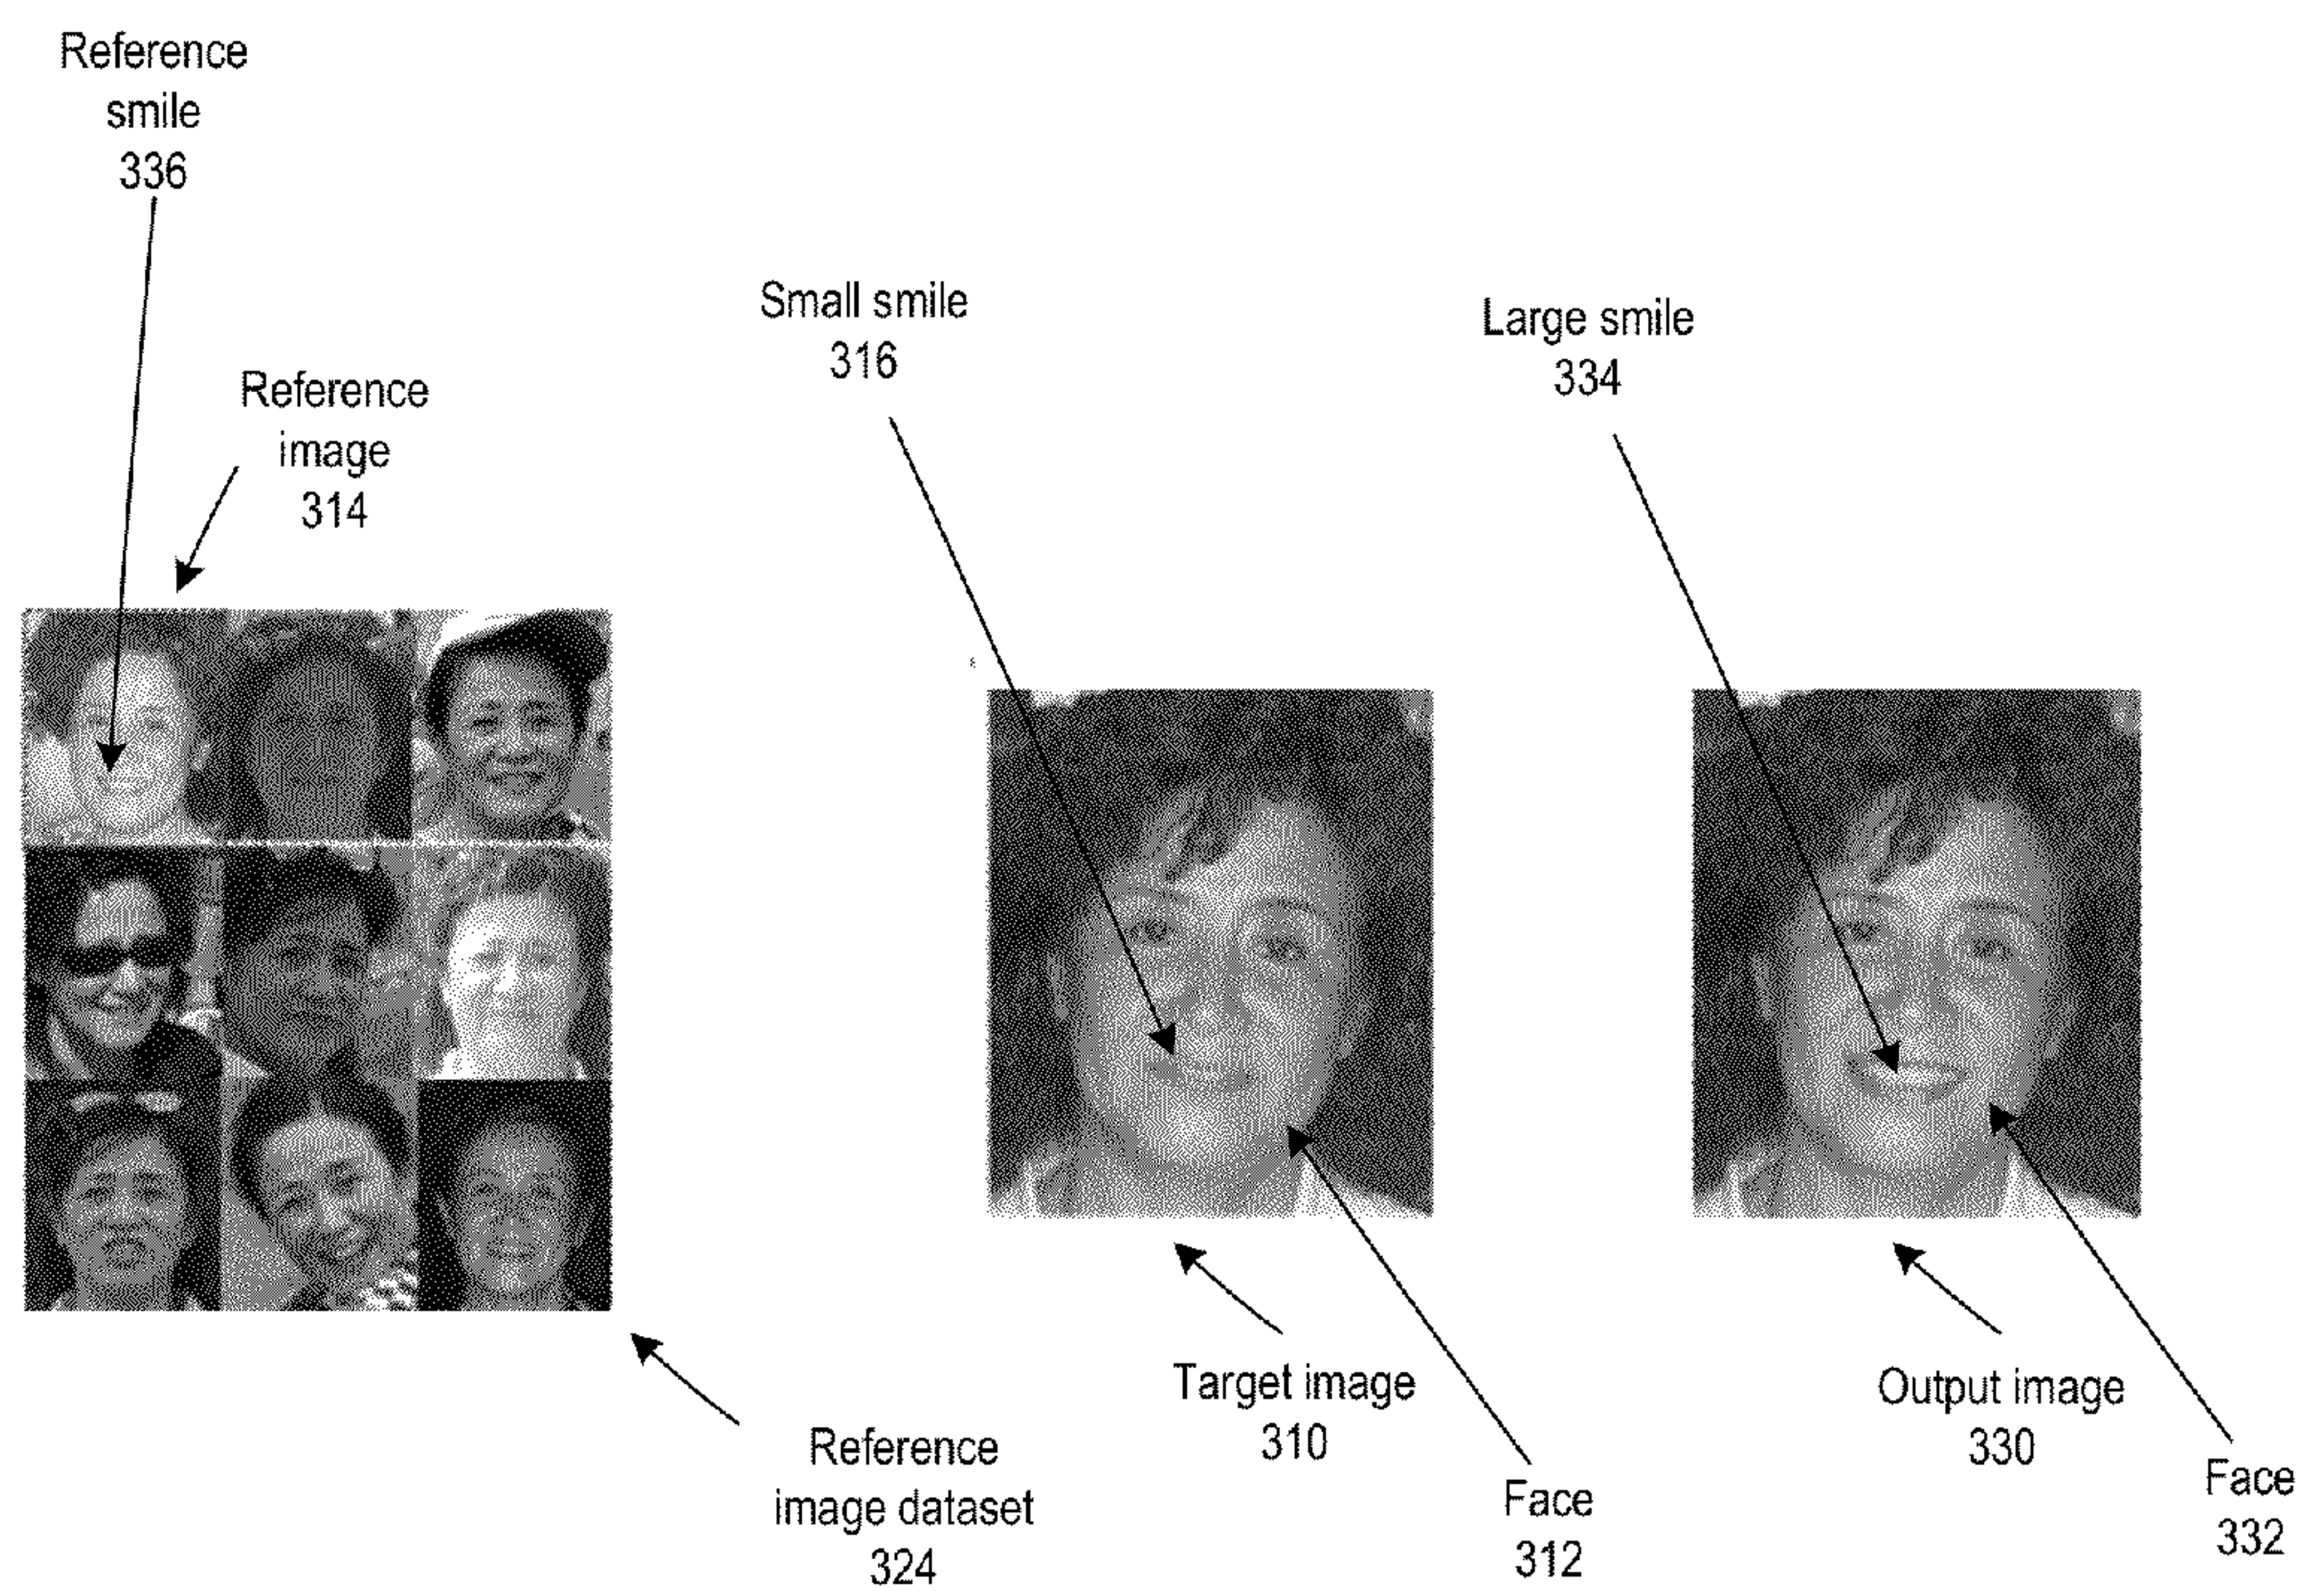 Reference
smile
336
Reference
image
314
Small smile
316
Large smile
334
Target image
310
Output image
330
Reference
image dataset
324
Face
312
Face
332